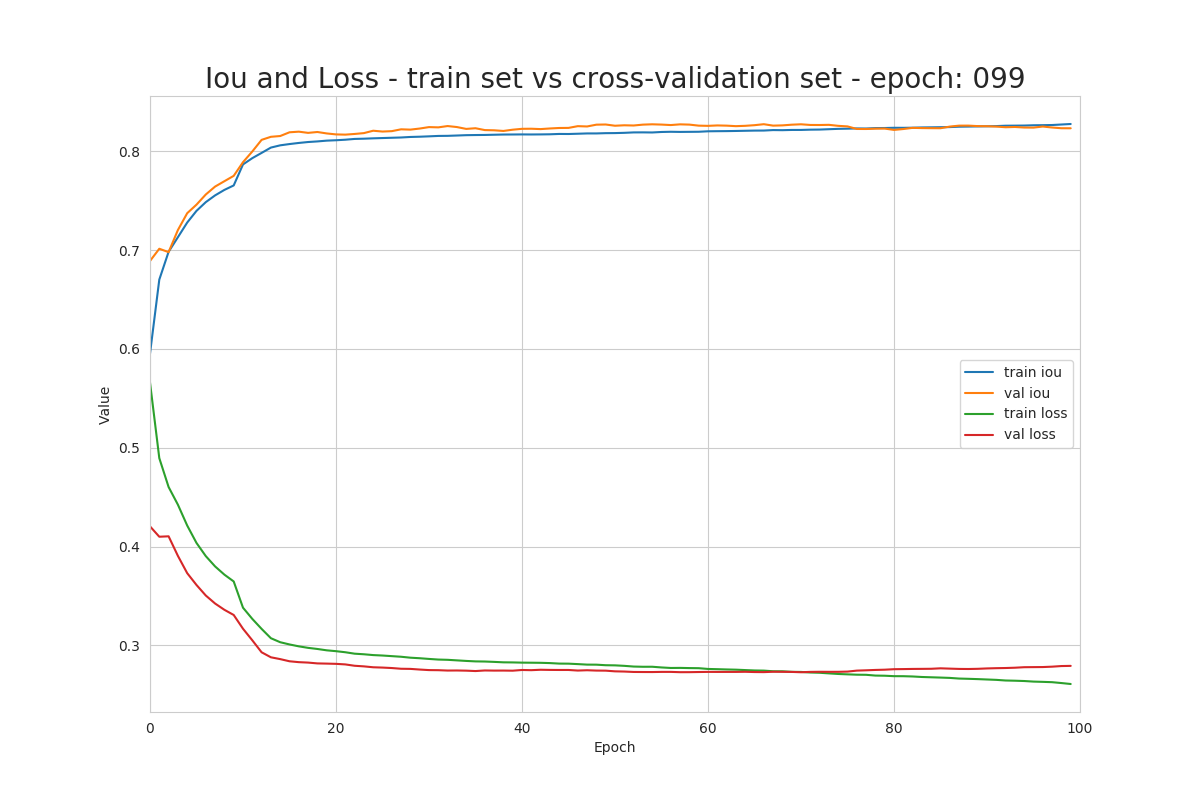 Iou and Loss - train set vs cross-validation set - epoch: 099
0.8
0.7
0.6
0.5
0.4
0.3
Value
train iou
val iou
train loss
val loss
0 20 40 60 80 100
Epoch